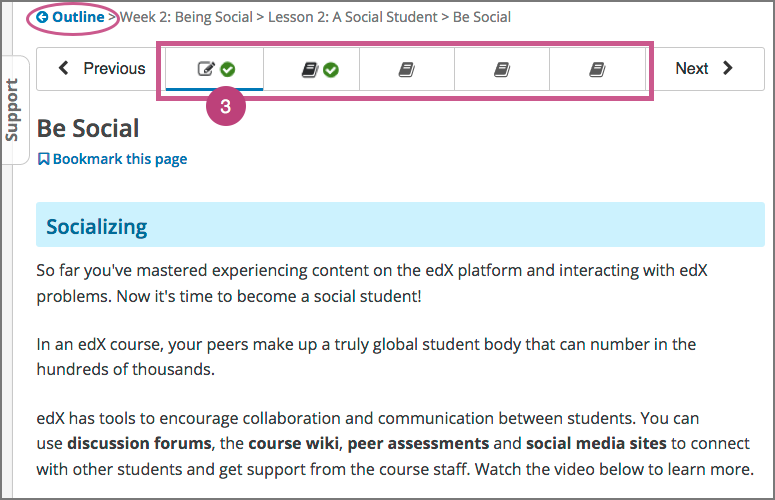 Outline > Week 2: Being Social > Lesson 2: A Social Student > Be Social
Previous
Next
3
Support
Be Social
Bookmark this page
Socializing
So far you've mastered experiencing content on the edX platform and interacting with edX
problems. Now it's time to become a social student!
In an edX course, your peers make up a truly global student body that can number in the
hundreds of thousands.
edX has tools to encourage collaboration and communication between students. You can
use discussion forums, the course wiki, peer assessments and social media sites to connect
with other students and get support from the course staff. Watch the video below to learn more.